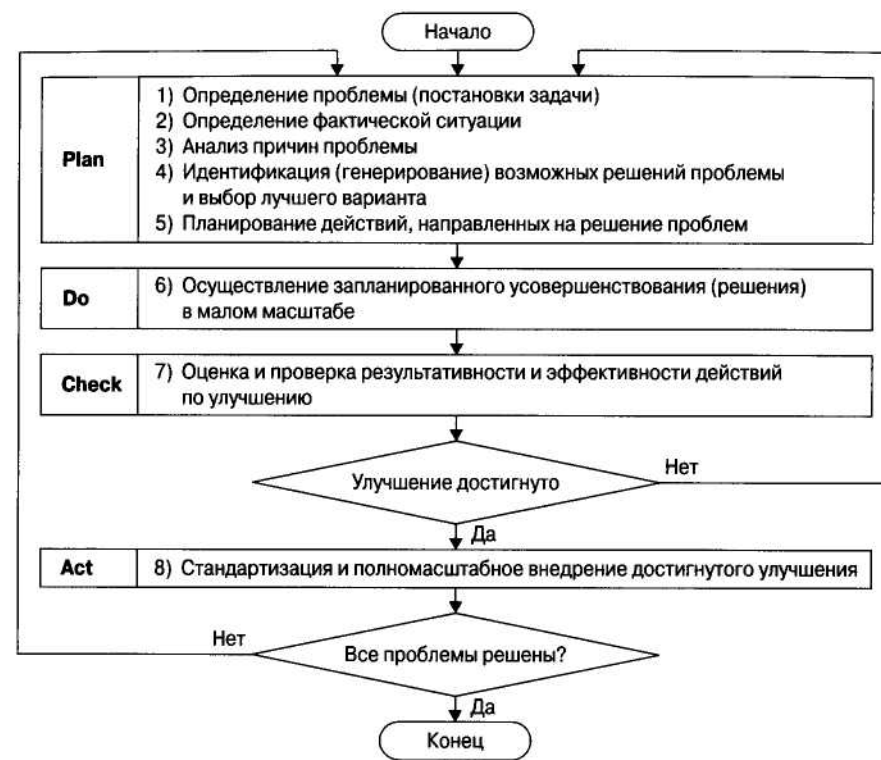 Начало
Plan
1) Определение проблемы (постановки задачи)
2) Определение фактической ситуации
3) Анализ причин проблемы
4) Идентификация (генерирование) возможных решений проблемы
и выбор лучшего варианта
5) Планирование действий, направленных на решение проблем
Do
6) Осуществление запланированного усовершенствования (решения)
в малом масштабе
Check
7) Оценка и проверка результативности и эффективности действий
по улучшению
Улучшение достигнуто
Нет
Да
Act
8) Стандартизация и полномасштабное внедрение достигнутого улучшения
Нет
Все проблемы решены?
Да
Конец